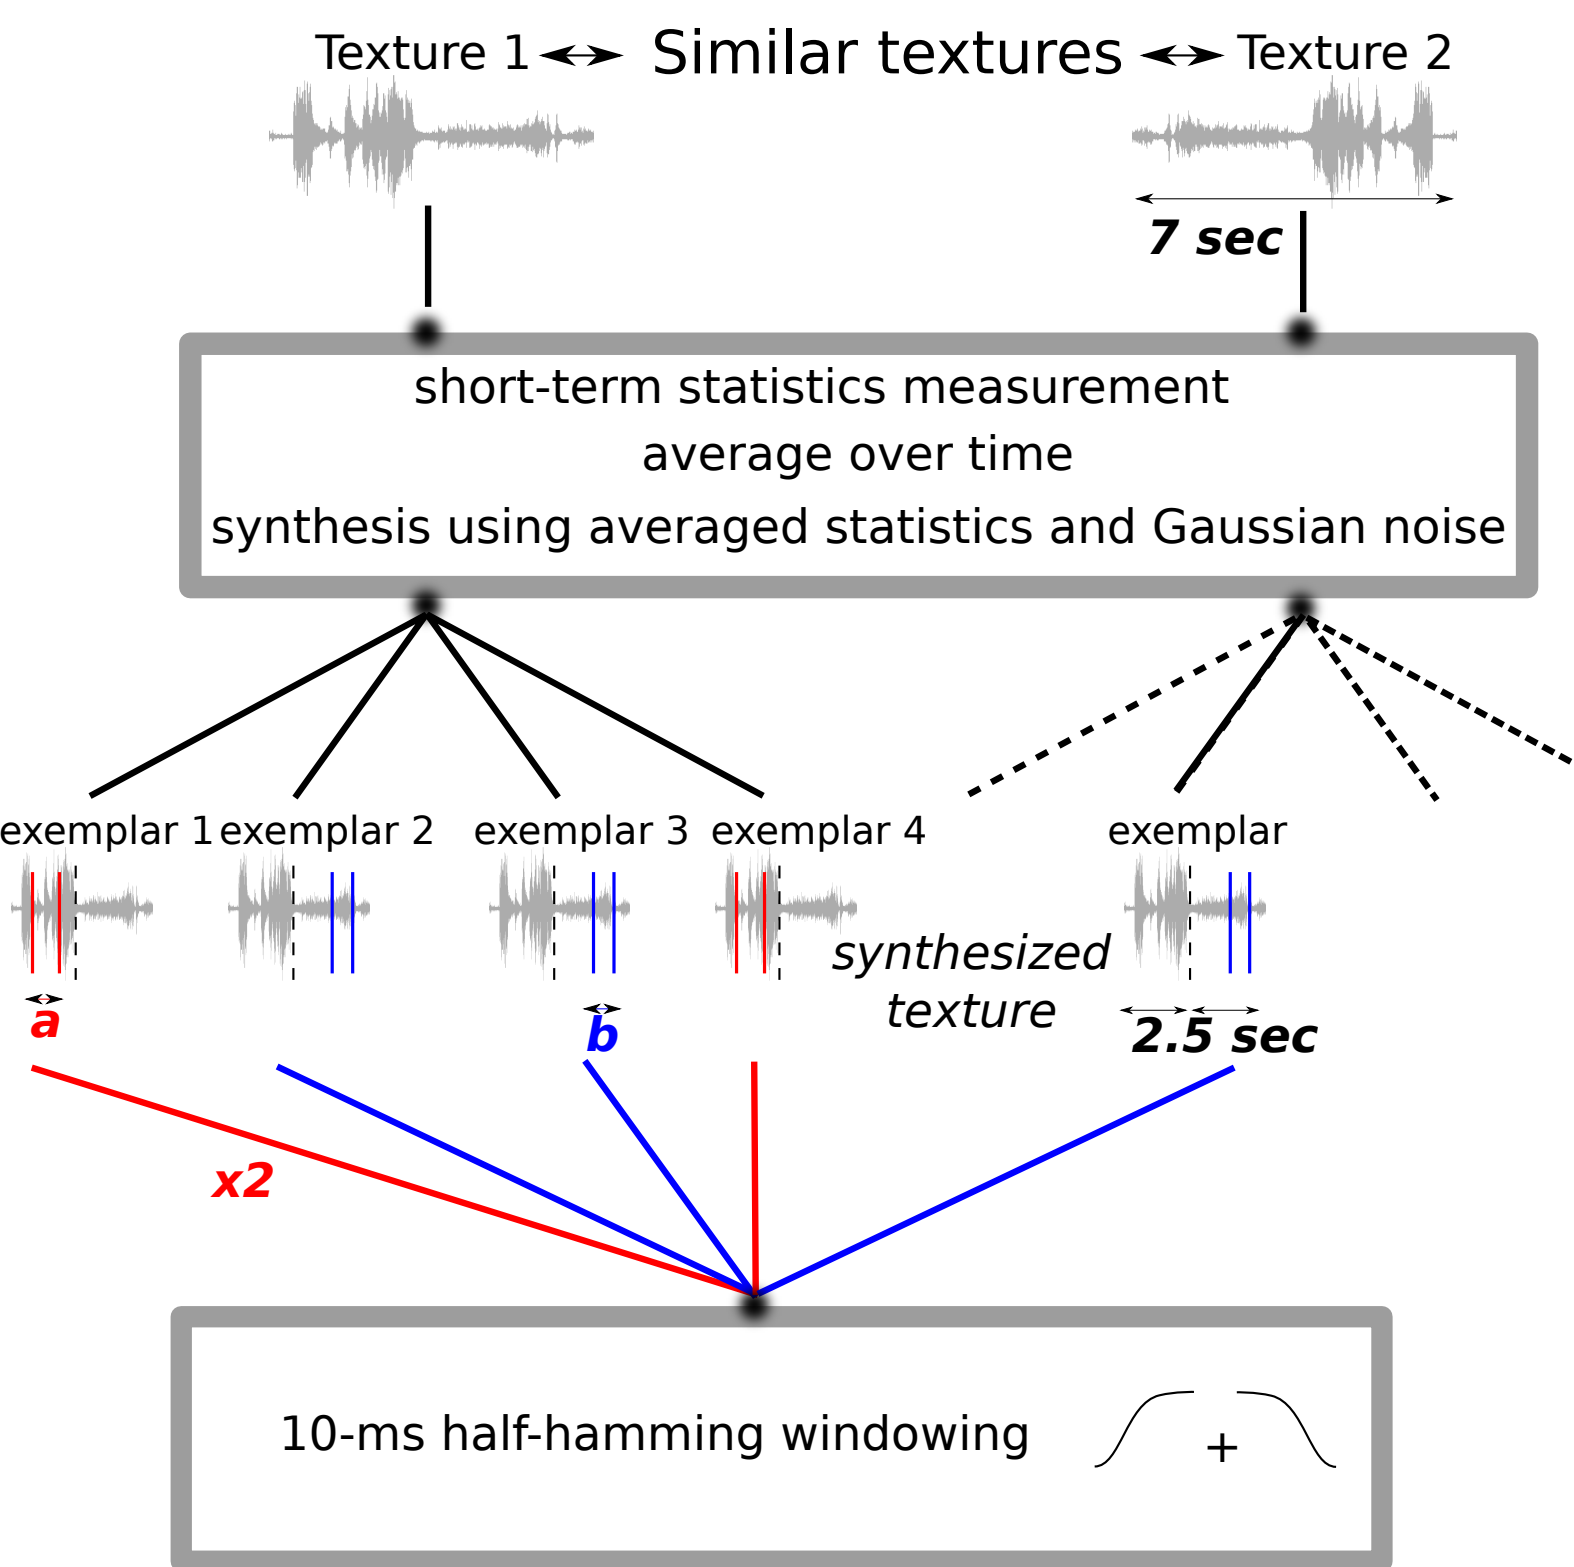 Texture 1 Similar textures Texture 2
7 sec
short-term statistics measurement
average over time
synthesis using averaged statistics and Gaussian noise
exemplar 1 exemplar 2 exemplar 3 exemplar 4 exemplar
synthesized
texture
a b 2.5 sec
x2
10-ms half-hamming windowing +